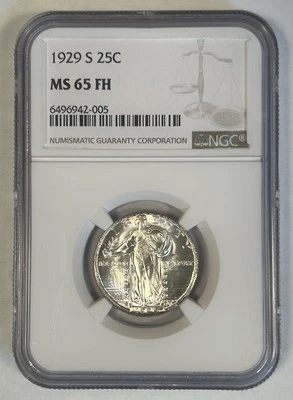 1929 S 25C
MS 65 FH
6496942-005
NUMISMATIC GUARANTY CORPORATION
NGC®